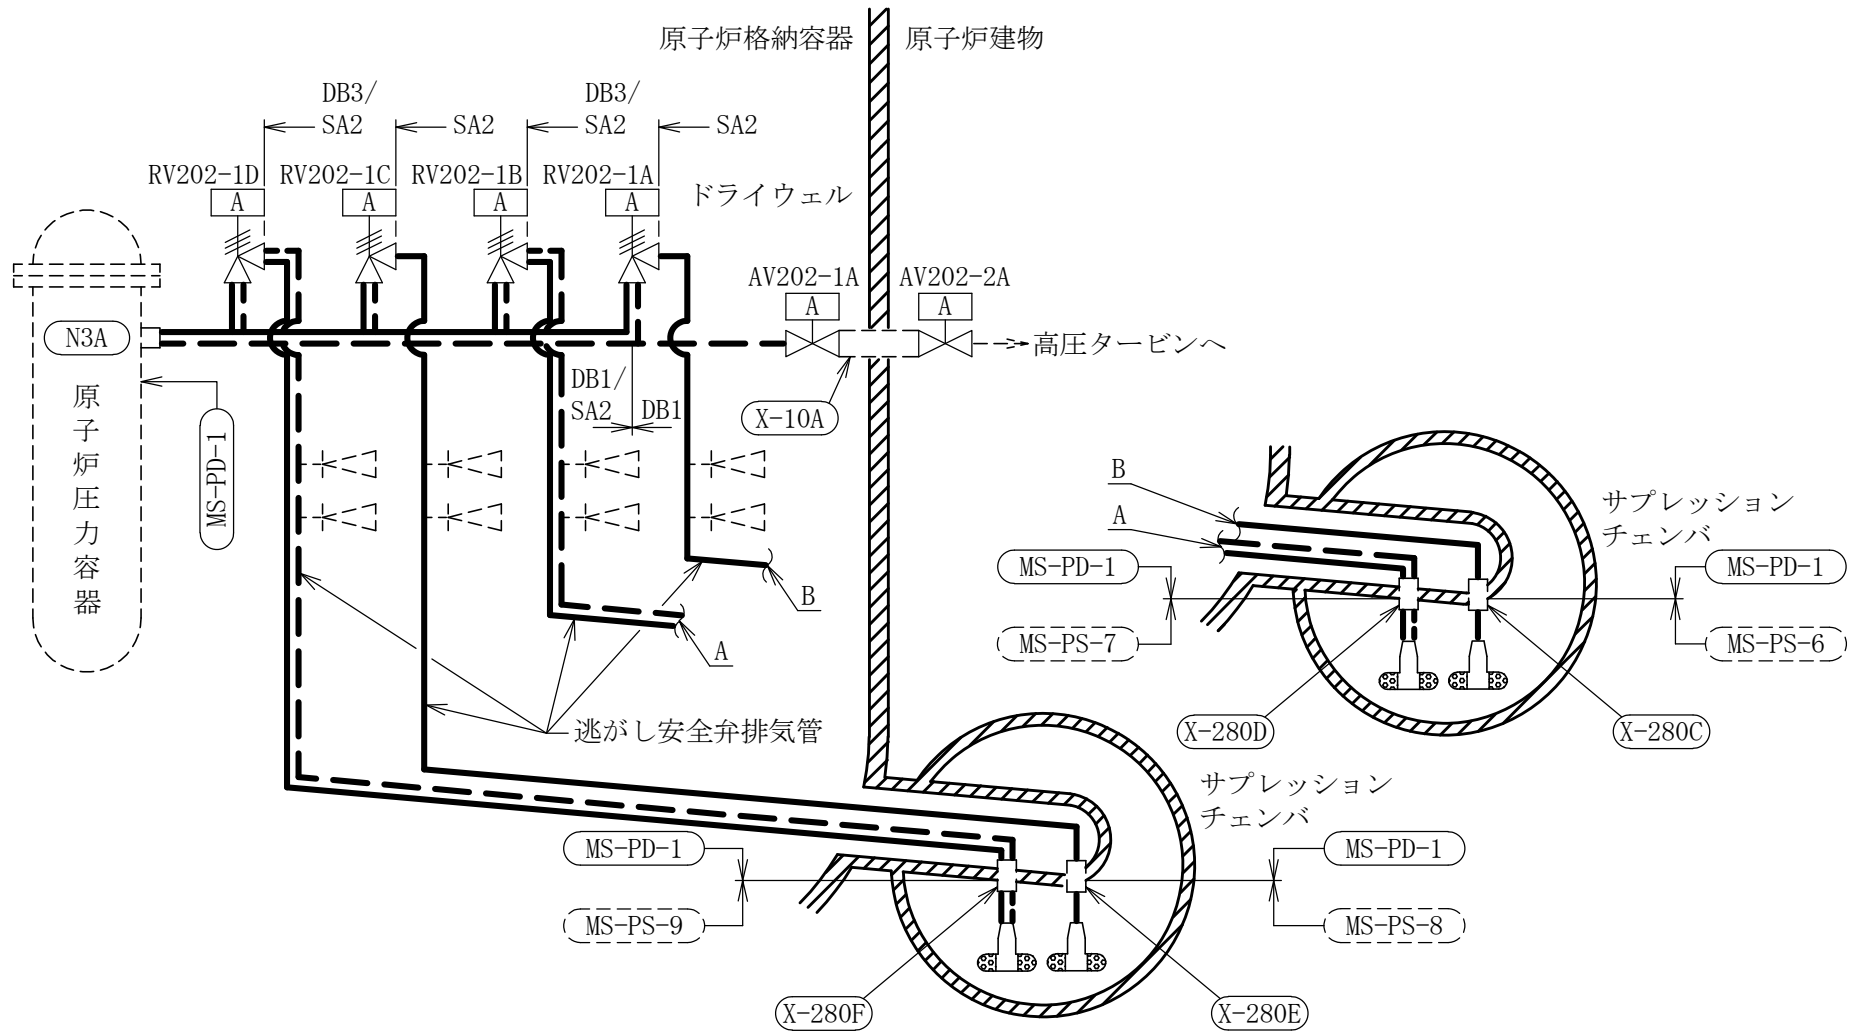 原子炉格納容器
原子炉建物
DB3/
SA2
SA2
DB3/
SA2
SA2
RV202-1D
RV202-1C
RV202-1B
RV202-1A
ドライウェル
A
A
A
A
AV202-1A
AV202-2A
A
A
N3A
高圧タービンへ
原子炉圧力容器
MS-PD-1
DB1/
SA2
DB1
X-10A
B
A
サプレッション
チェンバ
MS-PD-1
MS-PD-1
MS-PS-7
MS-PS-6
B
A
X-280D
X-280C
逃がし安全弁排気管
サプレッション
チェンバ
MS-PD-1
MS-PD-1
MS-PS-9
MS-PS-8
X-280F
X-280E